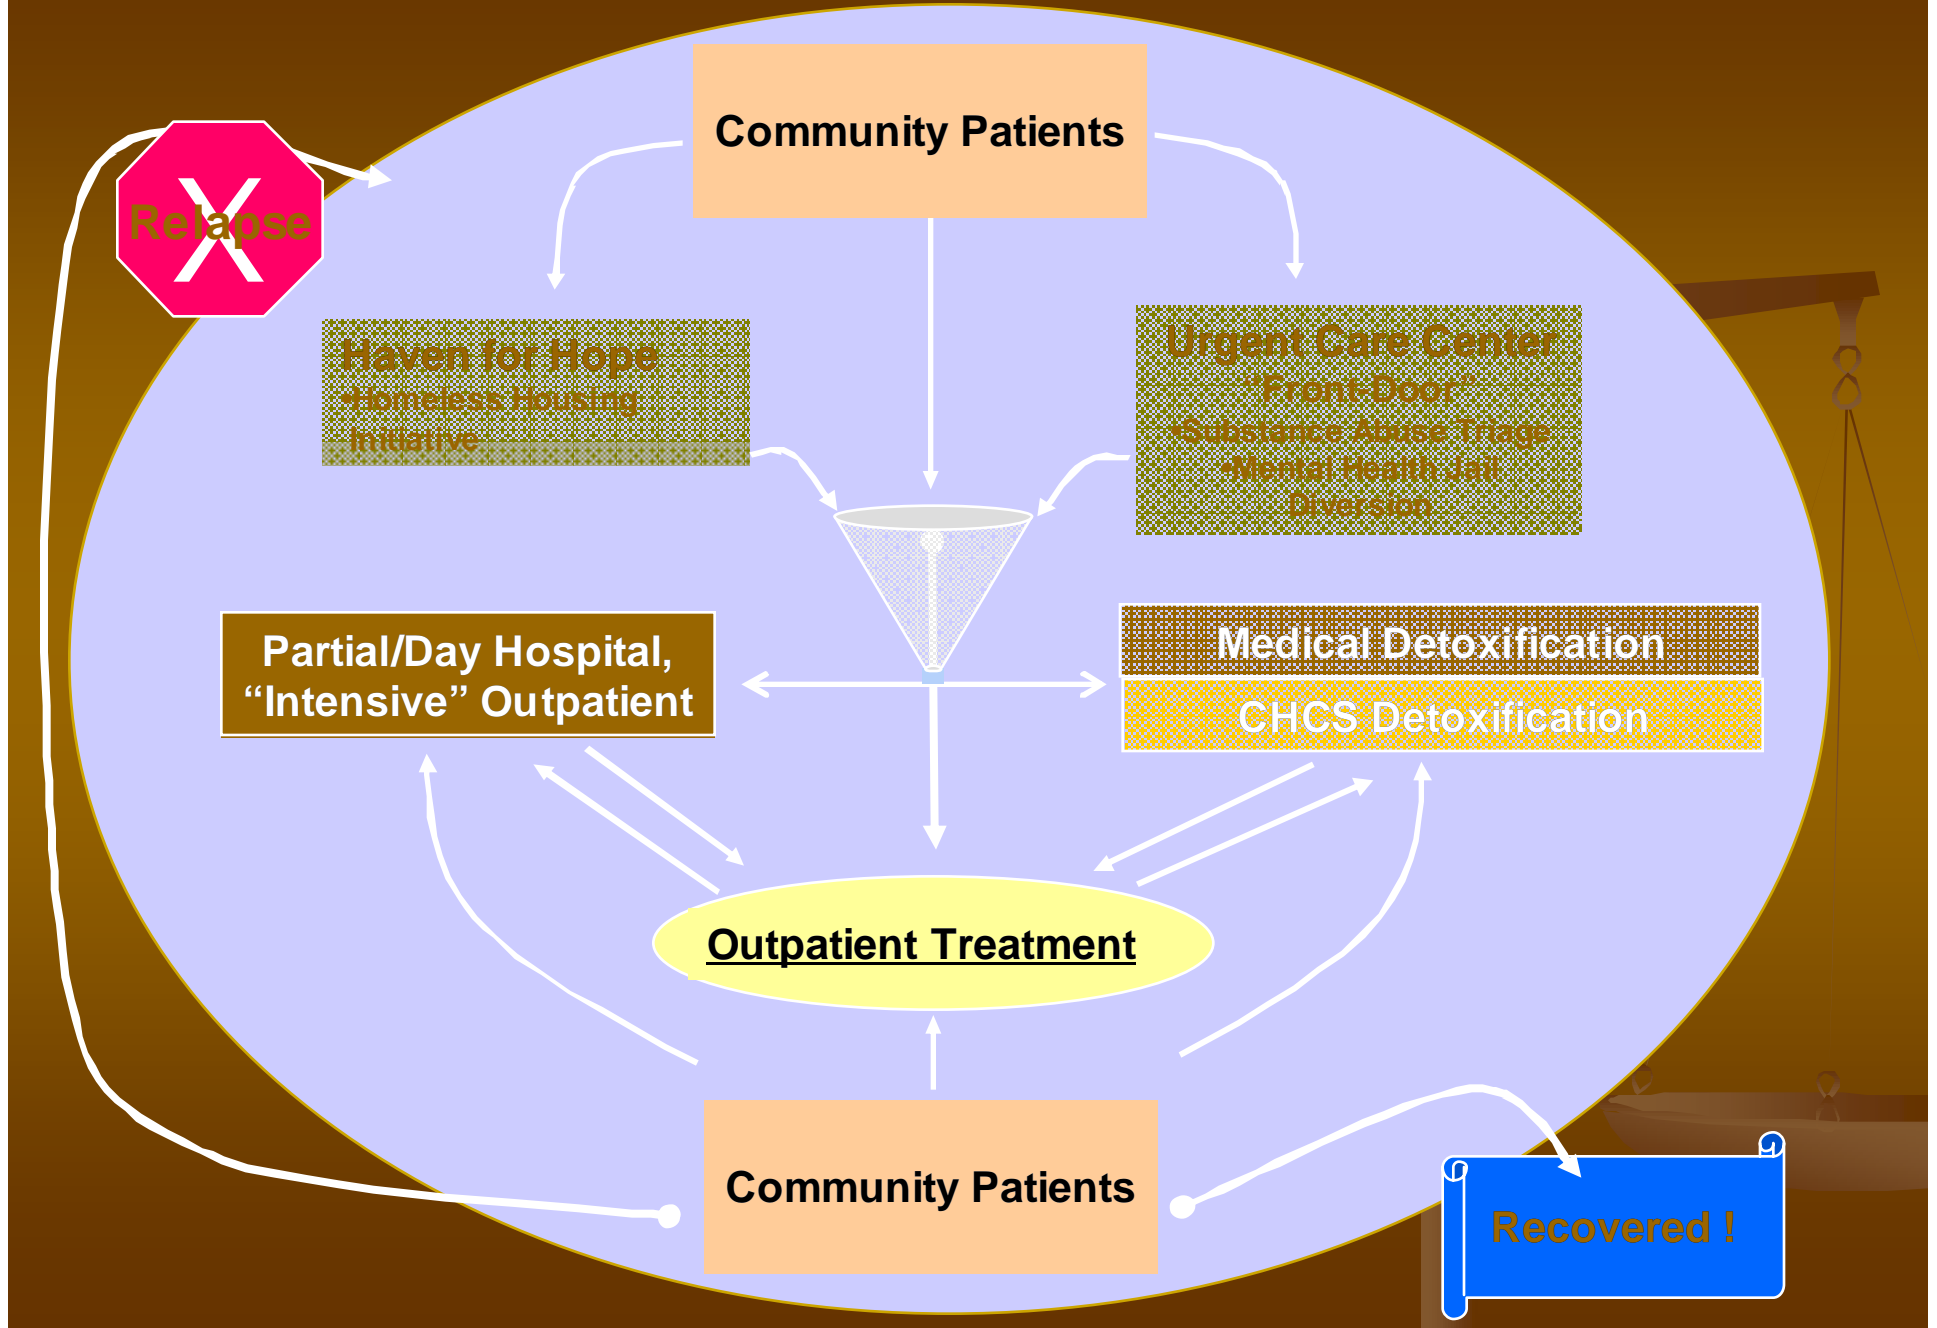 Community Patients
X
Relapse
Haven for Hope
•Homeless Housing
Initiative
Urgent Care Center
“Front-Door”
•Substance Abuse Triage
•Mental Health Jail
Diversion
Partial/Day Hospital,
“Intensive” Outpatient
Medical Detoxification
CHCS Detoxification
Outpatient Treatment
Community Patients
Recovered !